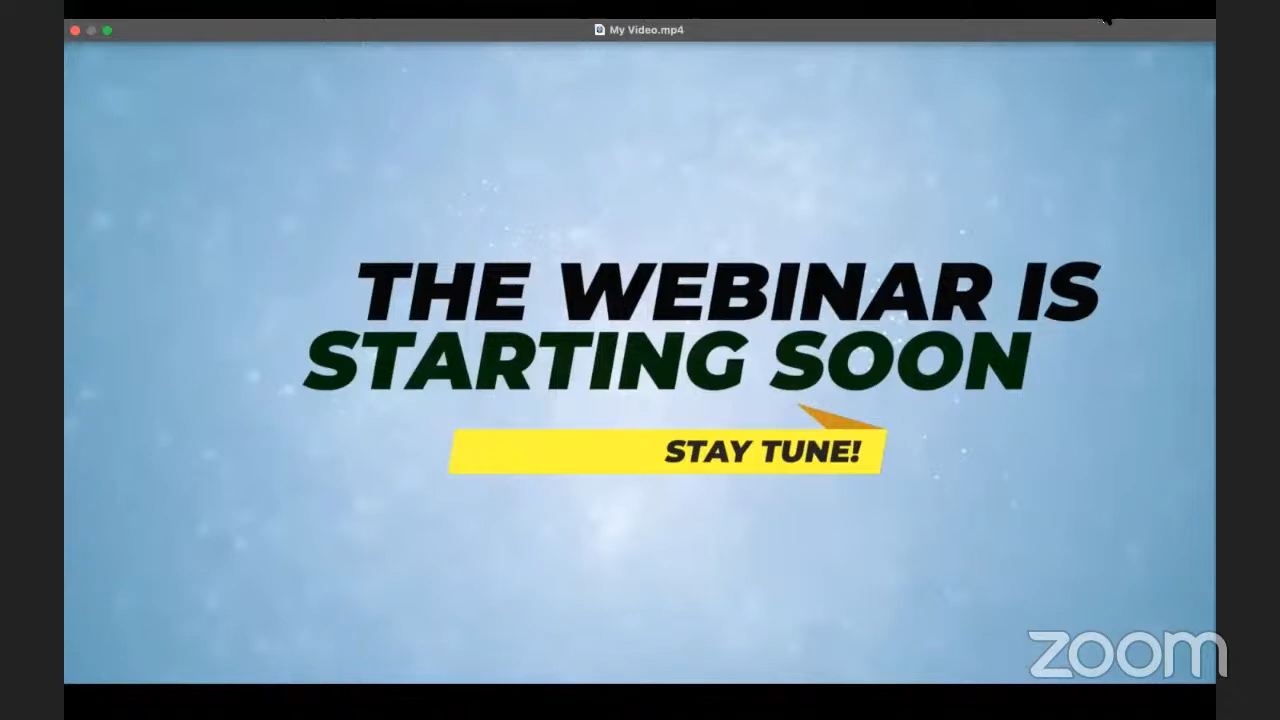 My Video.mp4
THE WEBINAR IS
STARTING SOON
STAY TUNE!
zoom